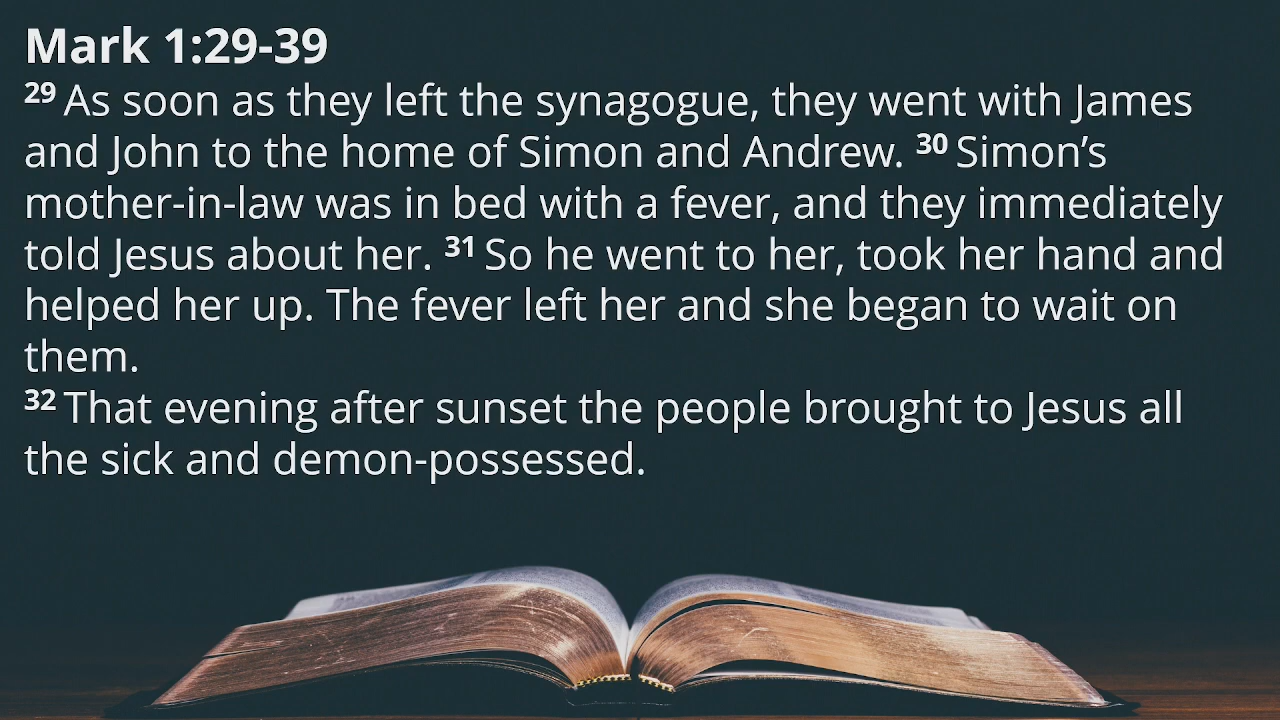 Mark 1:29-39
29 As soon as they left the synagogue, they went with James
and John to the home of Simon and Andrew. 30 Simon’s
mother-in-law was in bed with a fever, and they immediately
told Jesus about her. 31 So he went to her, took her hand and
helped her up. The fever left her and she began to wait on
them.
32 That evening after sunset the people brought to Jesus all
the sick and demon-possessed.